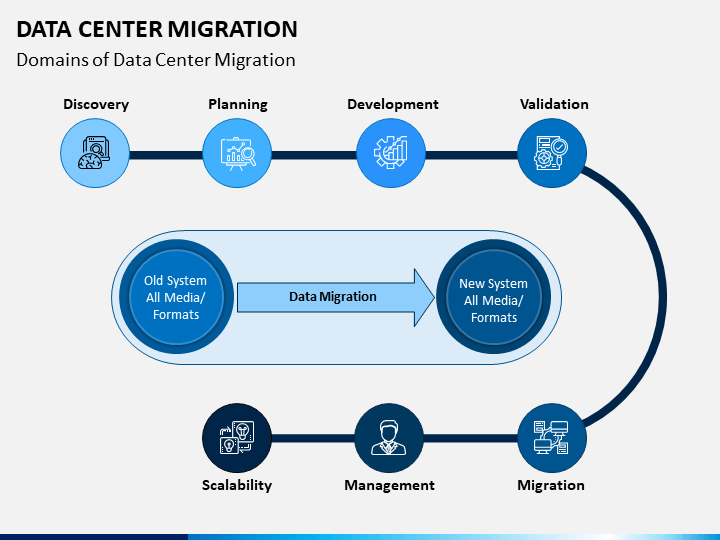 DATA CENTER MIGRATION
Domains of Data Center Migration
Discovery
Planning
Development
Validation
Old System
All Media/
Formats
Data Migration
New System
All Media/
Formats
Scalability
Management
Migration